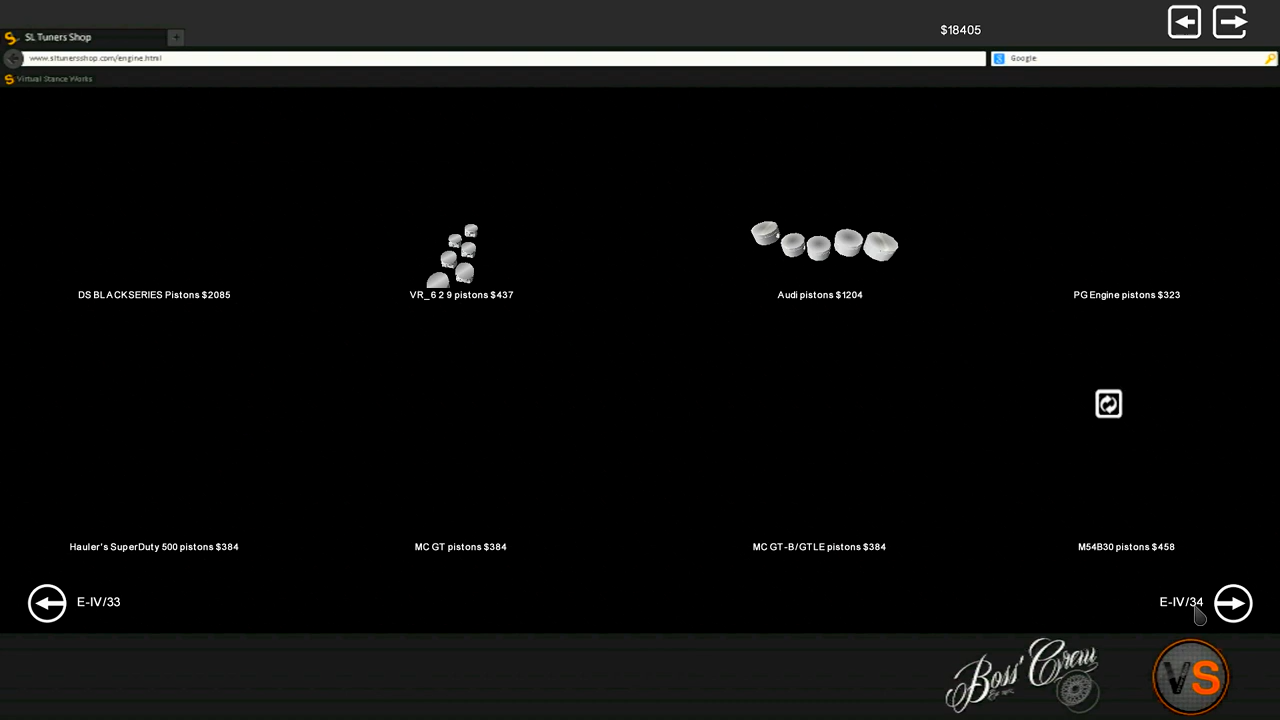 $18405
SL Tuners Shop
www.sltunersshop.com/engine.html
Google
Virtual Stance Works
DS BLACKSERIES Pistons $2085
VR_6 2 9 pistons $437
Audi pistons $1204
PG Engine pistons $323
Hauler's SuperDuty 500 pistons $384
MC GT pistons $384
MC GT-B/GTLE pistons $384
M54B30 pistons $458
E-IV/33
E-IV/34
Boss' Crew
VS